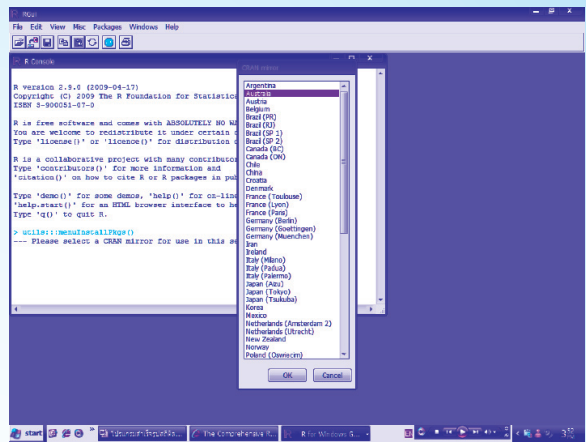 RGui
File Edit View Misc Packages Windows Help
R Console
R version 2.9.0 (2009-04-17)
Copyright (C) 2009 The R Foundation for Statistic
ISBN 3-900051-07-0
R is free software and comes with ABSOLUTELY NO WA
You are welcome to redistribute it under certain
Type 'license()' or 'licence()' for distribution
R is a collaborative project with many contributor
Type 'contributors()' for more information and
'citation()' on how to cite R or R packages in pub
Type 'demo()' for some demos, 'help()' for on-line
'help.start()' for an HTML browser interface to he
Type 'q()' to quit R.
> utils:::menuInstallPkgs()
--- Please select a CRAN mirror for use in this se
CRAN mirror
Argentina
Australia
Austria
Belgium
Brazil (PR)
Brazil (RJ)
Brazil (SP 1)
Brazil (SP 2)
Canada (BC)
Canada (ON)
Chile
China
Croatia
Denmark
France (Toulouse)
France (Lyon)
France (Paris)
Germany (Berlin)
Germany (Goettingen)
Germany (Muenchen)
Iran
Ireland
Italy (Milano)
Italy (Padua)
Italy (Palermo)
Japan (Aizu)
Japan (Tokyo)
Japan (Tsukuba)
Korea
Mexico
Netherlands (Amsterdam 2)
Netherlands (Utrecht)
New Zealand
Norway
Poland (Oswiecim)
OK Cancel
start
The Comprehensive R...
R for Windows G...